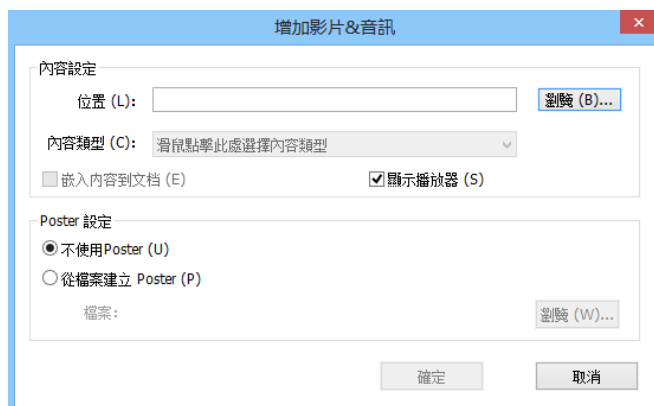 增加影片&音訊
內容設定
位置 (L):
瀏覽 (B)...
內容類型 (C):
滑鼠點擊此處選擇內容類型
嵌入内容到文档 (E)
顯示播放器 (S)
Poster 設定
不使用Poster (U)
從檔案建立 Poster (P)
檔案:
瀏覽 (W)...
確定
取消